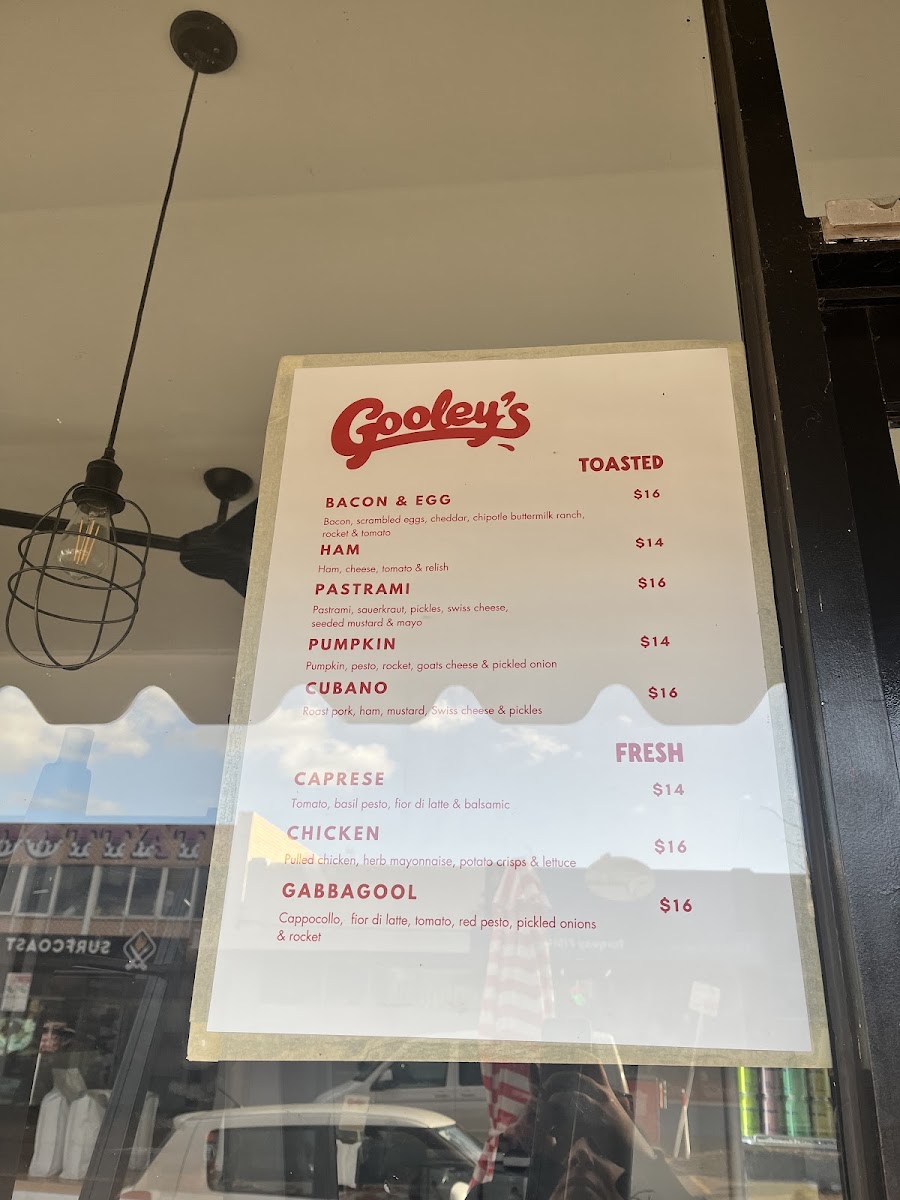 Gooley's
TOASTED
BACON & EGG $16
Bacon, scrambled eggs, cheddar, chipotle buttermilk ranch,
rocket & tomato
HAM $14
Ham, cheese, tomato & relish
PASTRAMI $16
Pastrami, sauerkraut, pickles, swiss cheese,
seeded mustard & mayo
PUMPKIN $14
Pumpkin, pesto, rocket, goats cheese & pickled onion
CUBANO $16
Roast pork, ham, mustard, Swiss cheese & pickles
FRESH
CAPRESE $14
Tomato, basil pesto, fior di latte & balsamic
CHICKEN $16
Pulled chicken, herb mayonnaise, potato crisps & lettuce
GABBAGOOL $16
Cappocollo, fior di latte, tomato, red pesto, pickled onions
& rocket
SURFCOAST